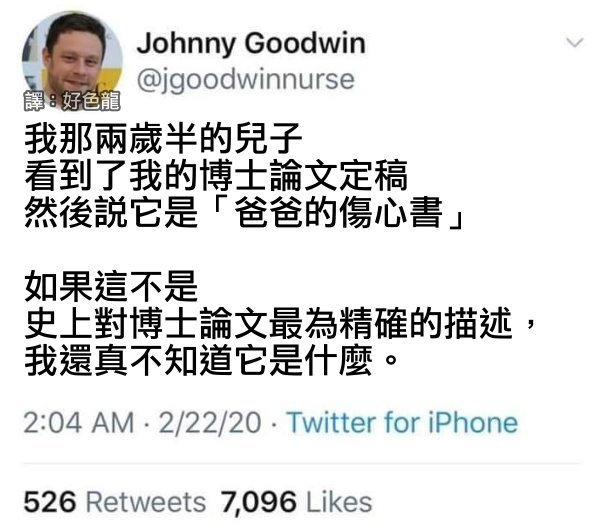 Johnny Goodwin
@jgoodwinnurse
譯：好色龍
我那兩歲半的兒子
看到了我的博士論文定稿
然後説它是「爸爸的傷心書」
如果這不是
史上對博士論文最為精確的描述，
我還真不知道它是什麼。
2:04 AM · 2/22/20 · Twitter for iPhone
526 Retweets 7,096 Likes